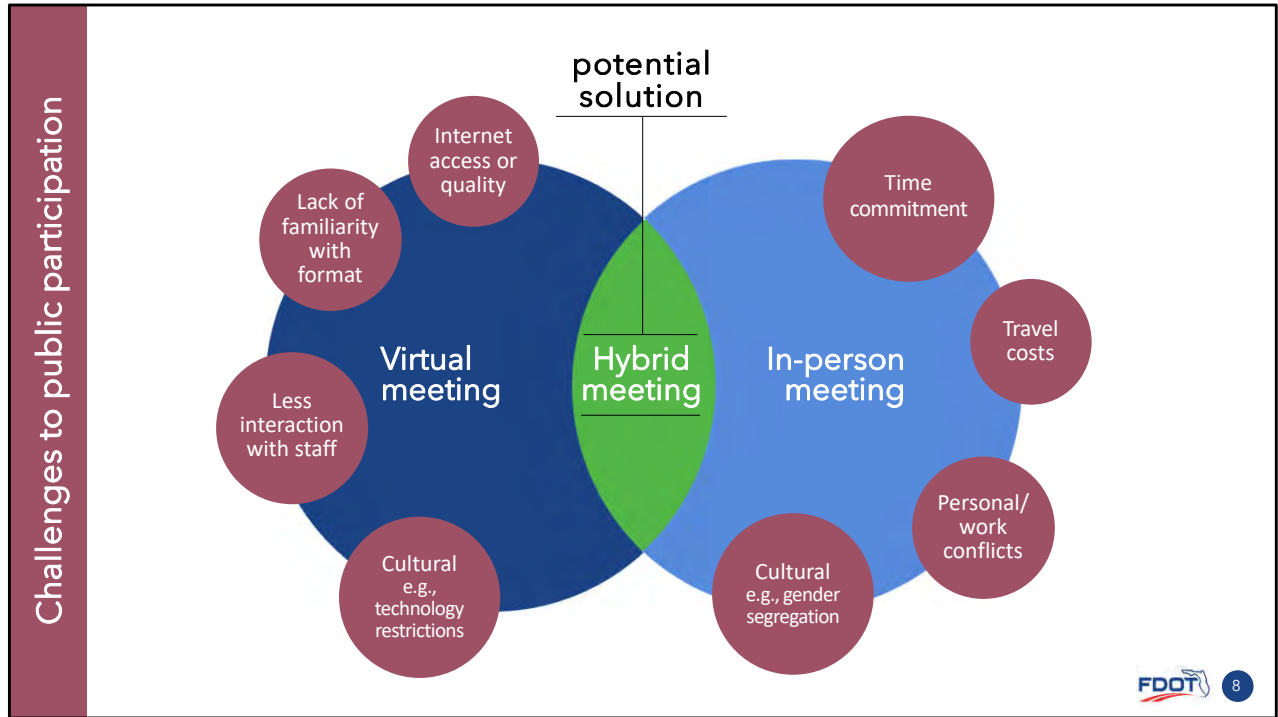 Challenges to public participation
potential
solution
Internet
access or
quality
Lack of
familiarity
with
format
Less
interaction
with staff
Cultural
e.g.,
technology
restrictions
Virtual
meeting
Hybrid
meeting
In-person
meeting
Time
commitment
Travel
costs
Personal/
work
conflicts
Cultural
e.g., gender
segregation
FDOT
8